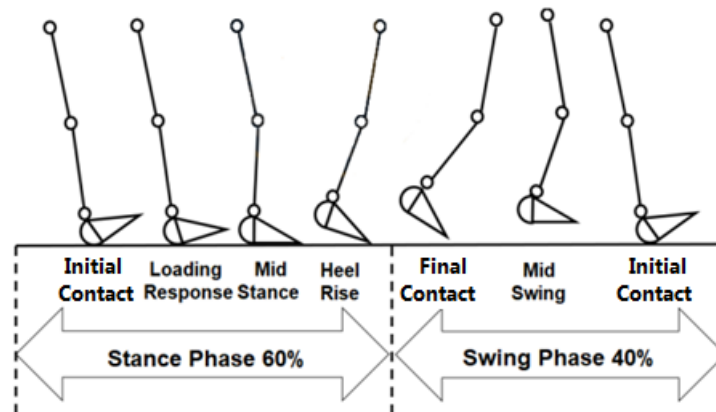 Initial Contact
Loading Response
Mid Stance
Heel Rise
Final Contact
Mid Swing
Initial Contact
Stance Phase 60%
Swing Phase 40%